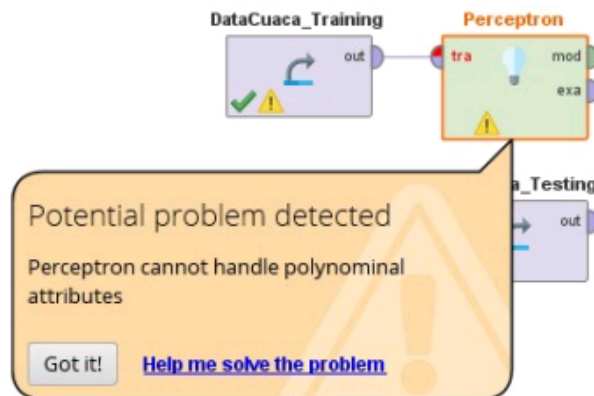 DataCuaca_Training
Perceptron
out
tra
mod
exa
a_Testing
out
Potential problem detected
Perceptron cannot handle polynominal
attributes
Got it!
Help me solve the problem